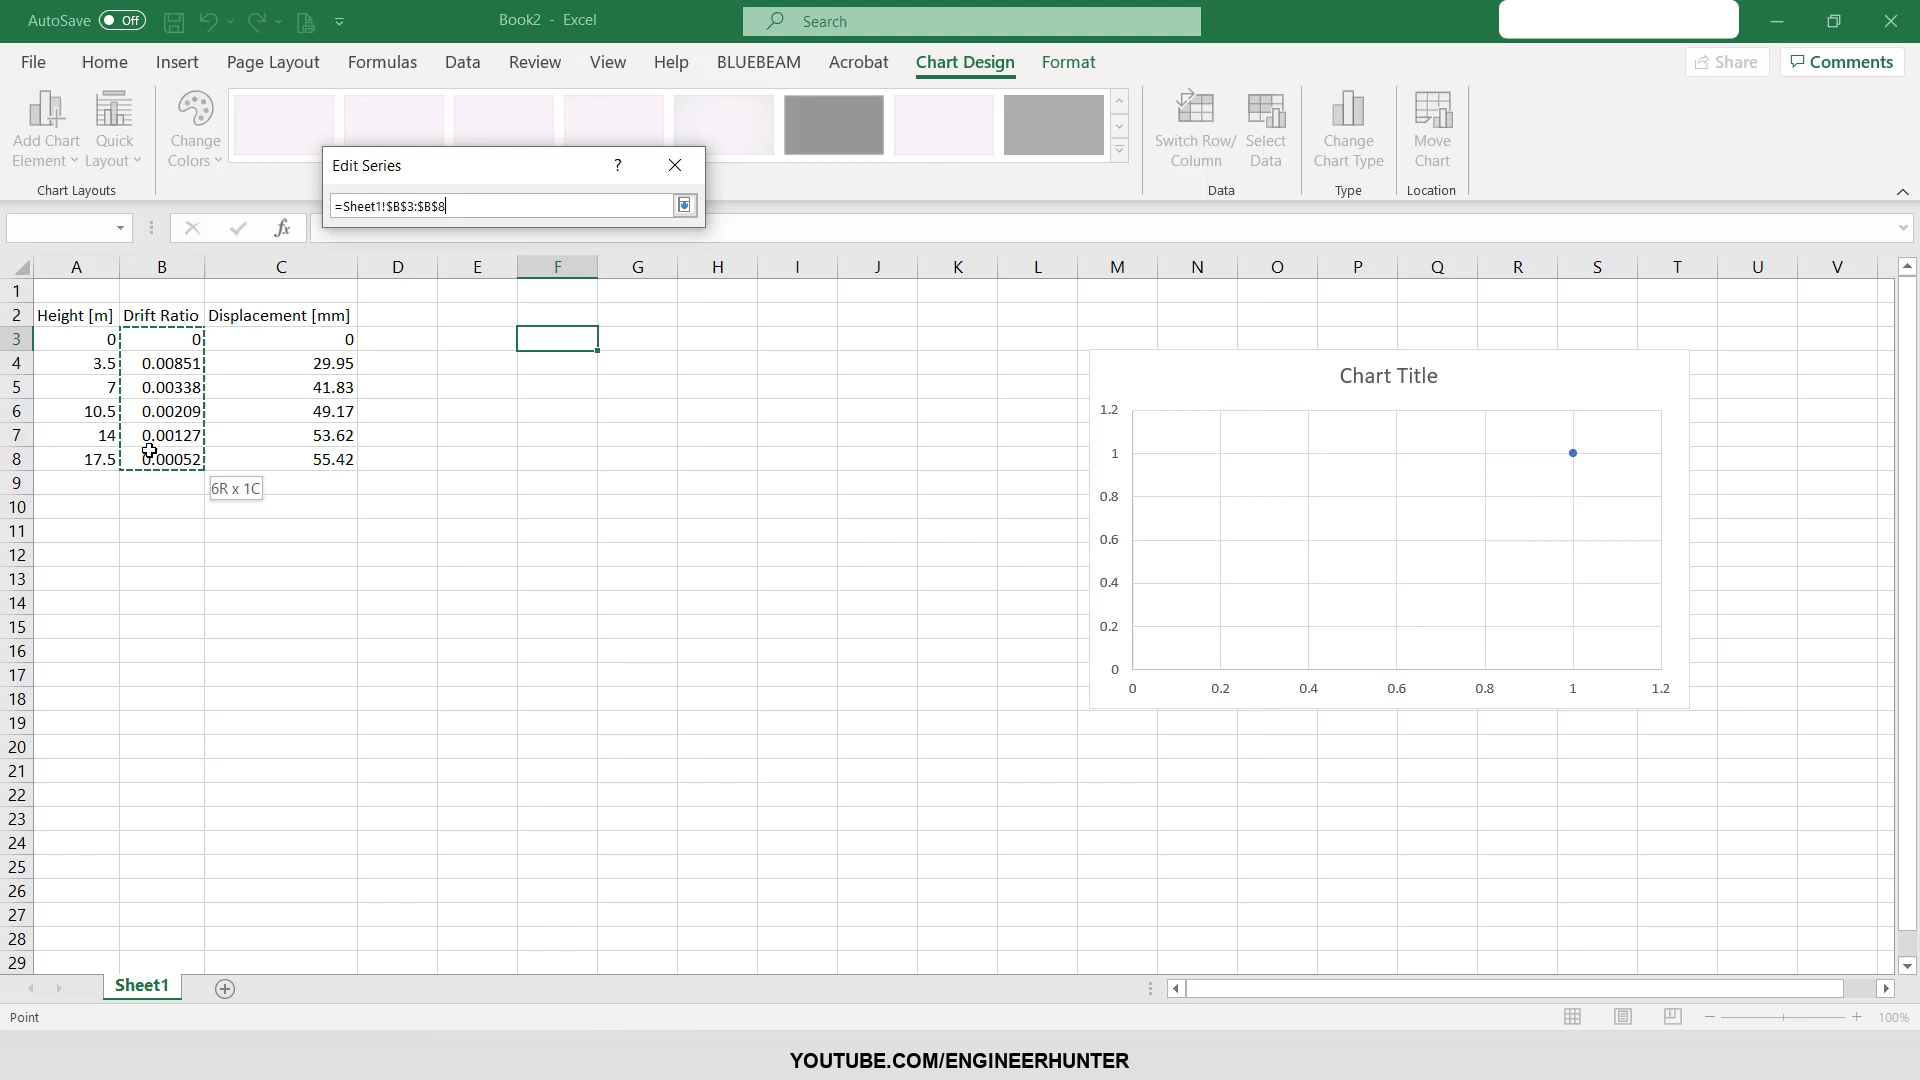 AutoSave Off
Book2 - Excel
Search
File Home Insert Page Layout Formulas Data Review View Help BLUEBEAM Acrobat Chart Design Format Share Comments
Add Chart Element
Quick Layout
Chart Layouts
Change Colors
Switch Row/ Column
Select Data
Data
Change Chart Type
Type
Move Chart
Location
Edit Series ?
=Sheet1!$B$3:$B$8
fx
A B C D E F G H I J K L M N O P Q R S T U V
1
2 Height [m] Drift Ratio Displacement [mm]
3 0 0 0
4 3.5 0.00851 29.95
5 7 0.00338 41.83
6 10.5 0.00209 49.17
7 14 0.00127 53.62
8 17.5 0.00052 55.42
9
6R x 1C
10
11
12
13
14
15
16
17
18
19
20
21
22
23
24
25
26
27
28
29
Chart Title
1.2
1
0.8
0.6
0.4
0.2
0
0 0.2 0.4 0.6 0.8 1 1.2
Sheet1
Point
100%
YOUTUBE.COM/ENGINEERHUNTER